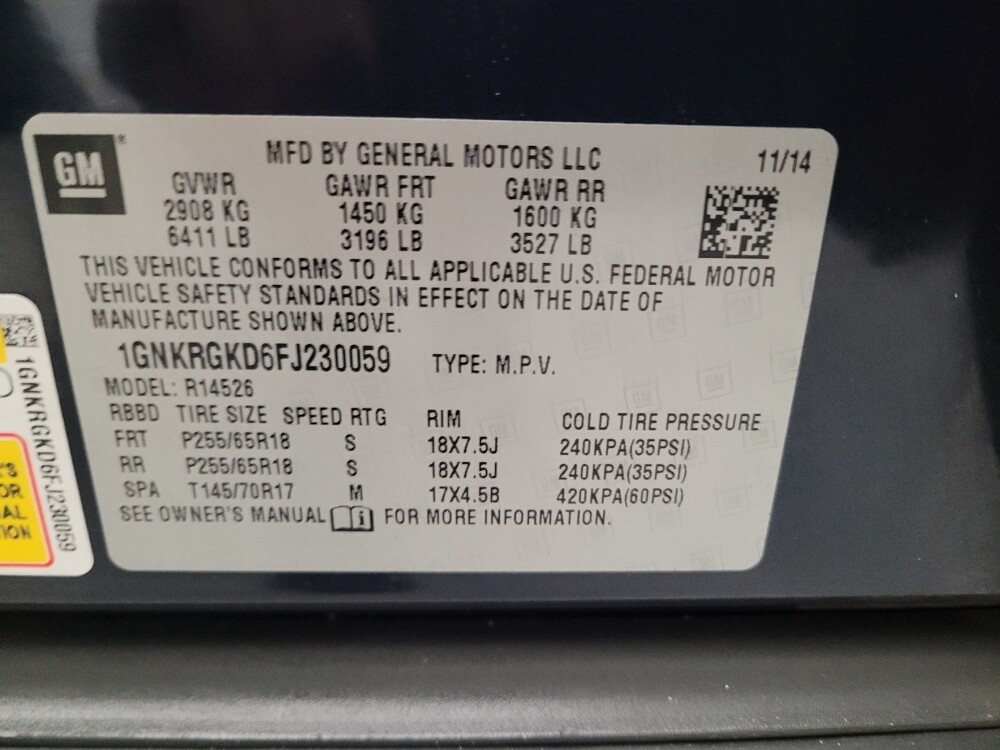 GM ®
MFD BY GENERAL MOTORS LLC 11/14
GVWR GAWR FRT GAWR RR
2908 KG 1450 KG 1600 KG
6411 LB 3196 LB 3527 LB
THIS VEHICLE CONFORMS TO ALL APPLICABLE U.S. FEDERAL MOTOR
VEHICLE SAFETY STANDARDS IN EFFECT ON THE DATE OF
MANUFACTURE SHOWN ABOVE.
1GNKRGKD6FJ230059 TYPE: M.P.V.
MODEL: R14526
RBBD TIRE SIZE SPEED RTG RIM COLD TIRE PRESSURE
FRT P255/65R18 S 18X7.5J 240KPA(35PSI)
RR P255/65R18 S 18X7.5J 240KPA(35PSI)
SPA T145/70R17 M 17X4.5B 420KPA(60PSI)
SEE OWNER'S MANUAL i FOR MORE INFORMATION.
1GNKRGKD6FJ230059
'S
OR
AL
ION